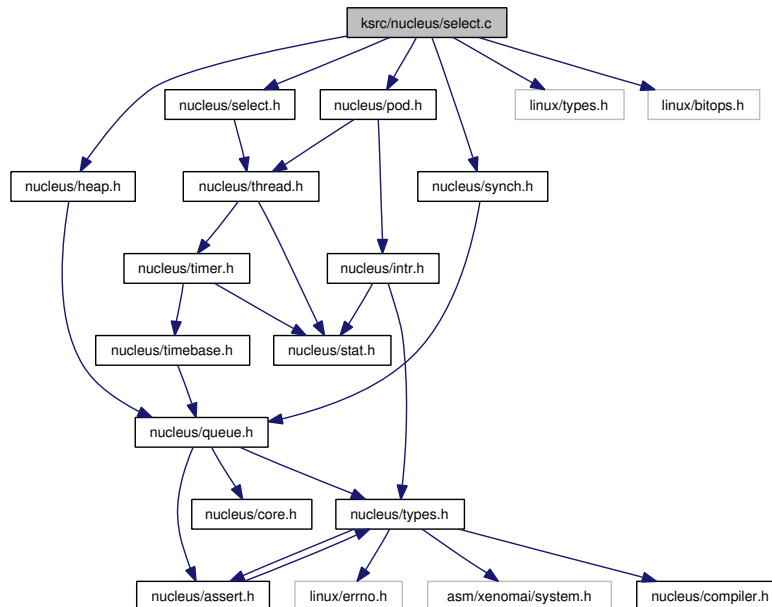 ksrc/nucleus/select.c
nucleus/select.h
nucleus/pod.h
linux/types.h
linux/bitops.h
nucleus/heap.h
nucleus/thread.h
nucleus/synch.h
nucleus/timer.h
nucleus/intr.h
nucleus/timebase.h
nucleus/stat.h
nucleus/queue.h
nucleus/core.h
nucleus/types.h
nucleus/assert.h
linux/errno.h
asm/xenomai/system.h
nucleus/compiler.h